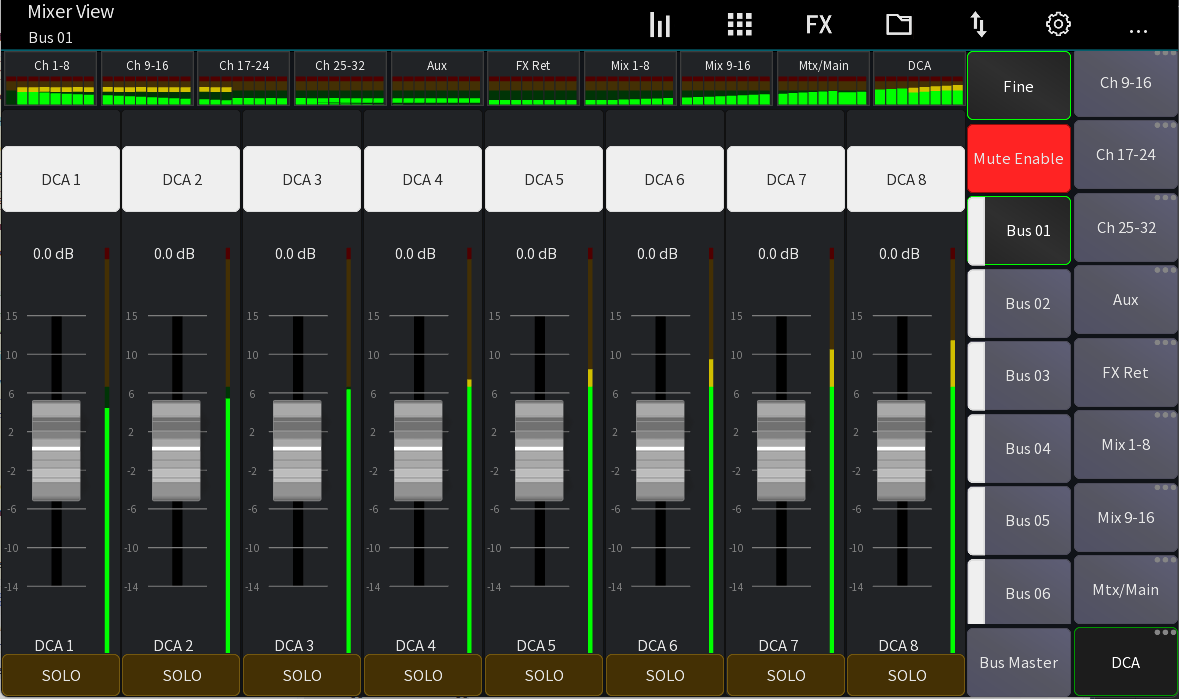 Mixer View
Bus 01
FX
...
Ch 1-8 Ch 9-16 Ch 17-24 Ch 25-32 Aux FX Ret Mix 1-8 Mix 9-16 Mtx/Main DCA
Fine
Ch 9-16
Mute Enable
Ch 17-24
DCA 1 DCA 2 DCA 3 DCA 4 DCA 5 DCA 6 DCA 7 DCA 8
Bus 01
Ch 25-32
0.0 dB 0.0 dB 0.0 dB 0.0 dB 0.0 dB 0.0 dB 0.0 dB 0.0 dB
Bus 02
Aux
15 15 15 15 15 15 15 15
10 10 10 10 10 10 10 10
Bus 03
FX Ret
6 6 6 6 6 6 6 6
2 2 2 2 2 2 2 2
Bus 04
Mix 1-8
-2 -2 -2 -2 -2 -2 -2 -2
-6 -6 -6 -6 -6 -6 -6 -6
Bus 05
Mix 9-16
-10 -10 -10 -10 -10 -10 -10 -10
-14 -14 -14 -14 -14 -14 -14 -14
Bus 06
Mtx/Main
DCA 1 DCA 2 DCA 3 DCA 4 DCA 5 DCA 6 DCA 7 DCA 8
Bus Master
DCA
SOLO SOLO SOLO SOLO SOLO SOLO SOLO SOLO